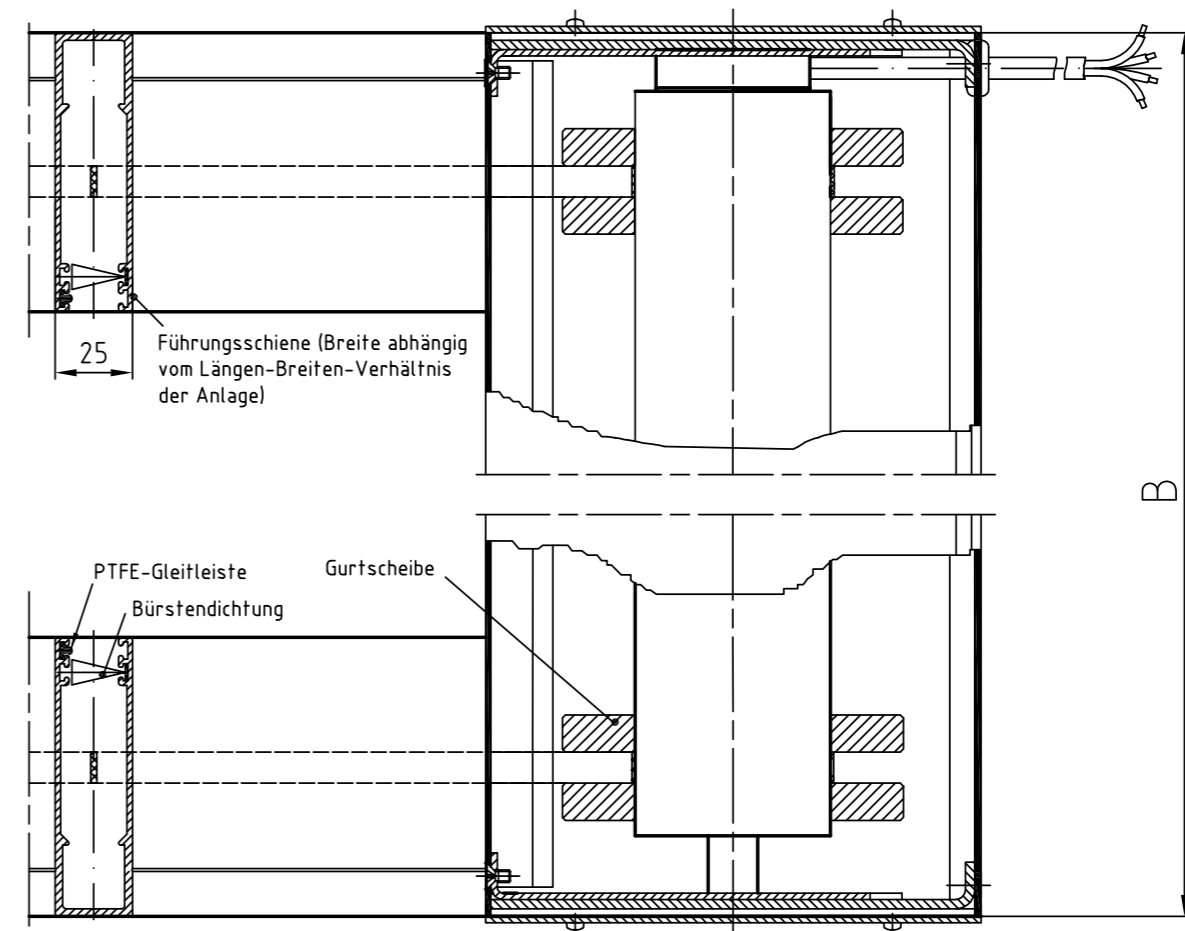 25
Führungsschiene (Breite abhängig
vom Längen-Breiten-Verhältnis
der Anlage)
B
PTFE-Gleitleiste
Bürstendichtung
Gurtscheibe